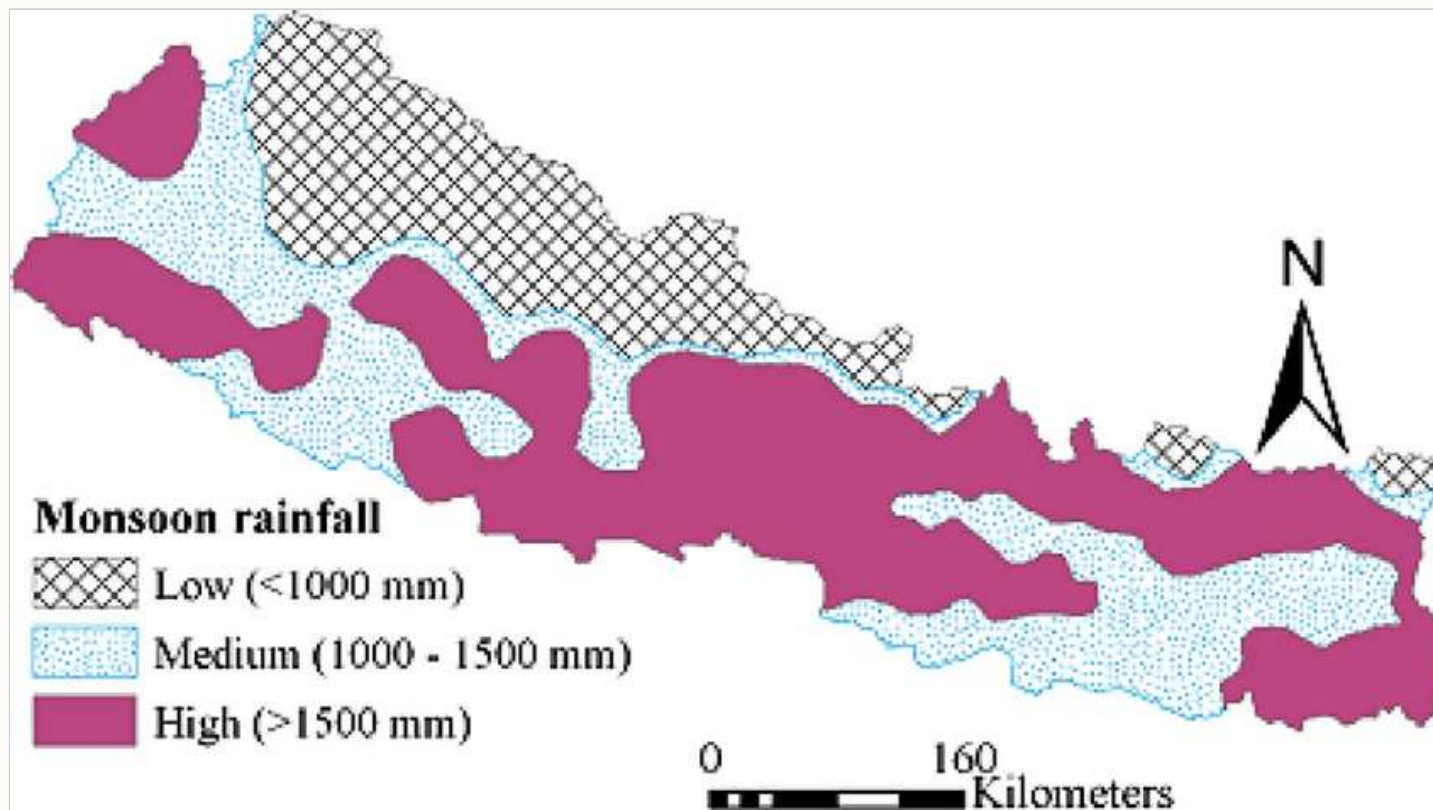 N
Monsoon rainfall
Low (<1000 mm)
Medium (1000 - 1500 mm)
High (>1500 mm)
0 160
Kilometers